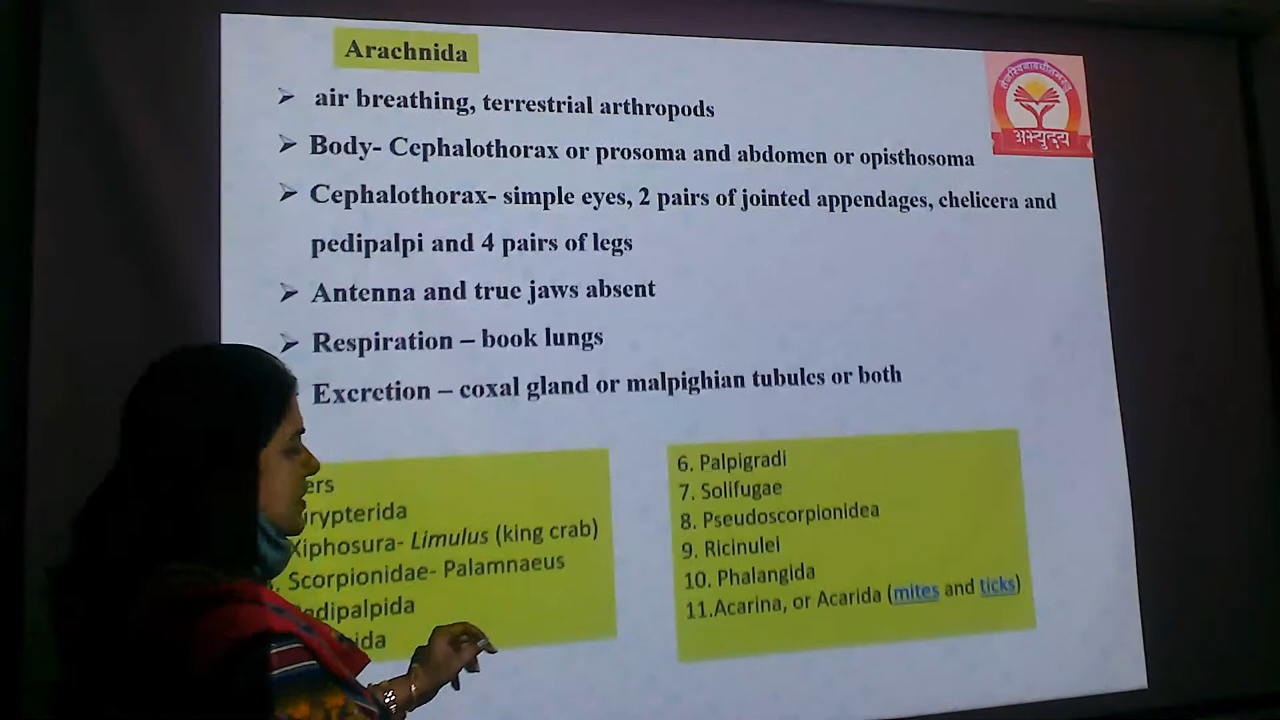 Arachnida
➢ air breathing, terrestrial arthropods
➢ Body- Cephalothorax or prosoma and abdomen or opisthosoma
➢ Cephalothorax- simple eyes, 2 pairs of jointed appendages, chelicera and
pedipalpi and 4 pairs of legs
➢ Antenna and true jaws absent
➢ Respiration – book lungs
Excretion – coxal gland or malpighian tubules or both
ers
rypterida
Xiphosura- Limulus (king crab)
. Scorpionidae- Palamnaeus
dipalpida
ida
6. Palpigradi
7. Solifugae
8. Pseudoscorpionidea
9. Ricinulei
10. Phalangida
11.Acarina, or Acarida (mites and ticks)
अभ्युदय